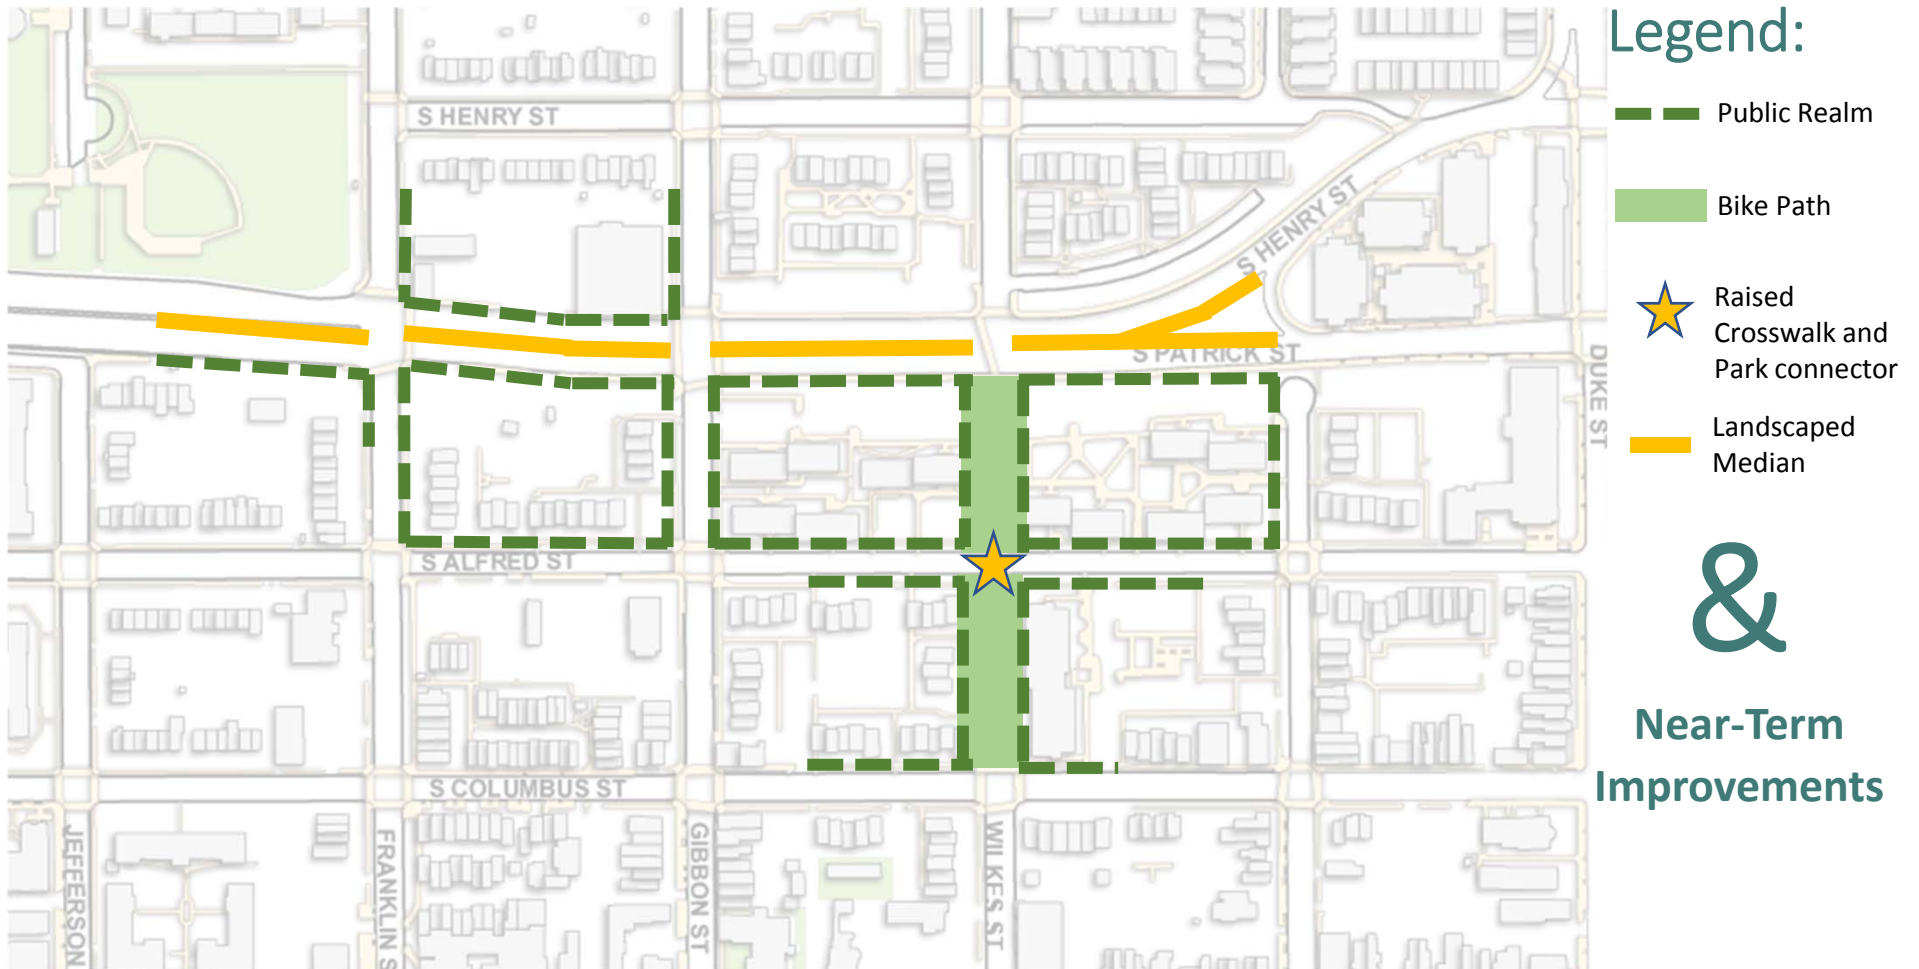 Legend:
Public Realm
Bike Path
Raised
Crosswalk and
Park connector
Landscaped
Median
&
Near-Term
Improvements
S HENRY ST
S HENRY ST
S PATRICK ST
DUKE ST
S ALFRED ST
S COLUMBUS ST
JEFFERSON
FRANKLIN S
GIBBON ST
WILKES ST